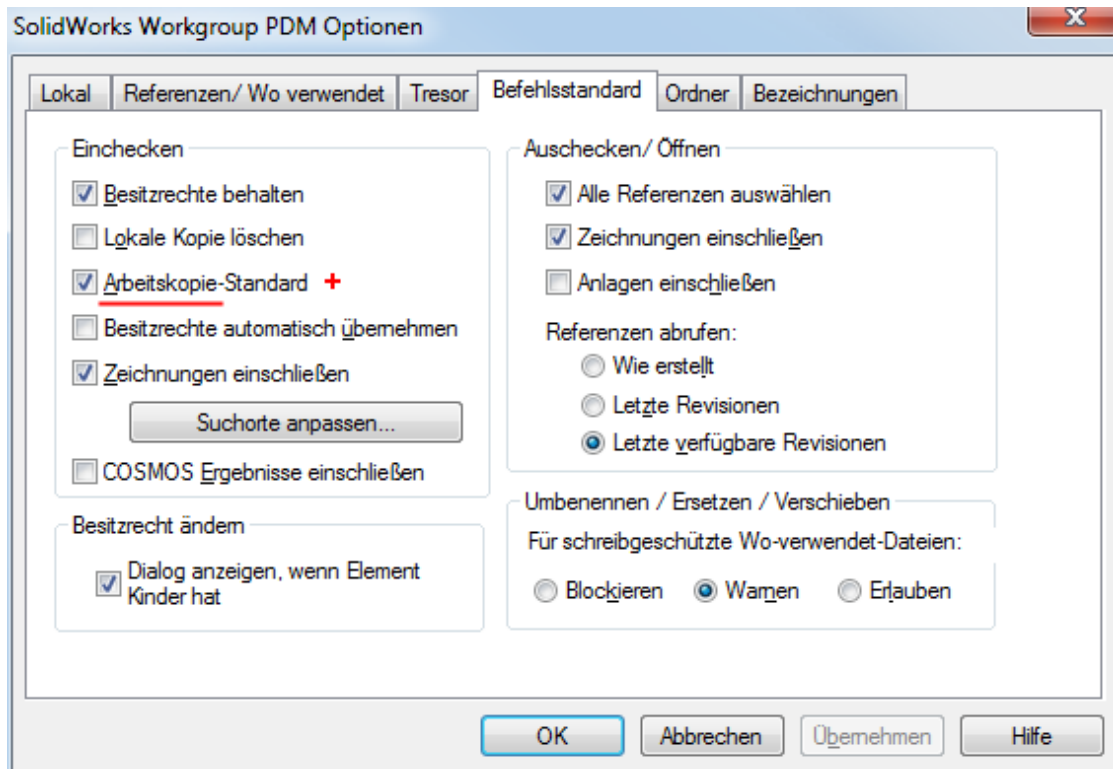 SolidWorks Workgroup PDM Optionen
Lokal Referenzen/ Wo verwendet Tresor Befehlsstandard Ordner Bezeichnungen
Einchecken
Besitzrechte behalten
Lokale Kopie löschen
Arbeitskopie-Standard +
Besitzrechte automatisch übernehmen
Zeichnungen einschließen
Suchorte anpassen...
COSMOS Ergebnisse einschließen
Besitzrecht ändern
Dialog anzeigen, wenn Element
Kinder hat
Auschecken/ Öffnen
Alle Referenzen auswählen
Zeichnungen einschließen
Anlagen einschließen
Referenzen abrufen:
Wie erstellt
Letzte Revisionen
Letzte verfügbare Revisionen
Umbenennen / Ersetzen / Verschieben
Für schreibgeschützte Wo-verwendet-Dateien:
Blockieren Warnen Erlauben
OK Abbrechen Übernehmen Hilfe